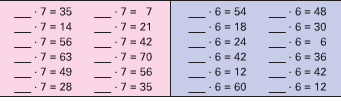 ___ · 7 = 35 ___ · 7 = 7 ___ · 6 = 54 ___ · 6 = 48
___ · 7 = 14 ___ · 7 = 21 ___ · 6 = 18 ___ · 6 = 30
___ · 7 = 56 ___ · 7 = 42 ___ · 6 = 24 ___ · 6 = 6
___ · 7 = 63 ___ · 7 = 70 ___ · 6 = 42 ___ · 6 = 36
___ · 7 = 49 ___ · 7 = 56 ___ · 6 = 12 ___ · 6 = 42
___ · 7 = 28 ___ · 7 = 35 ___ · 6 = 60 ___ · 6 = 12